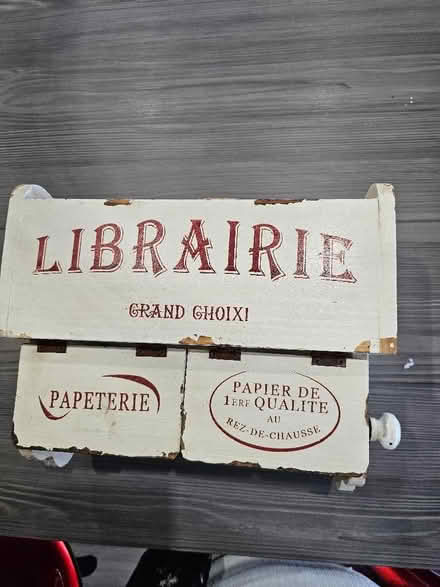 LIBRAIRIE
GRAND CHOIX!
PAPETERIE
PAPIER DE
1ERE QUALITE
AU
REZ-DE-CHAUSSE